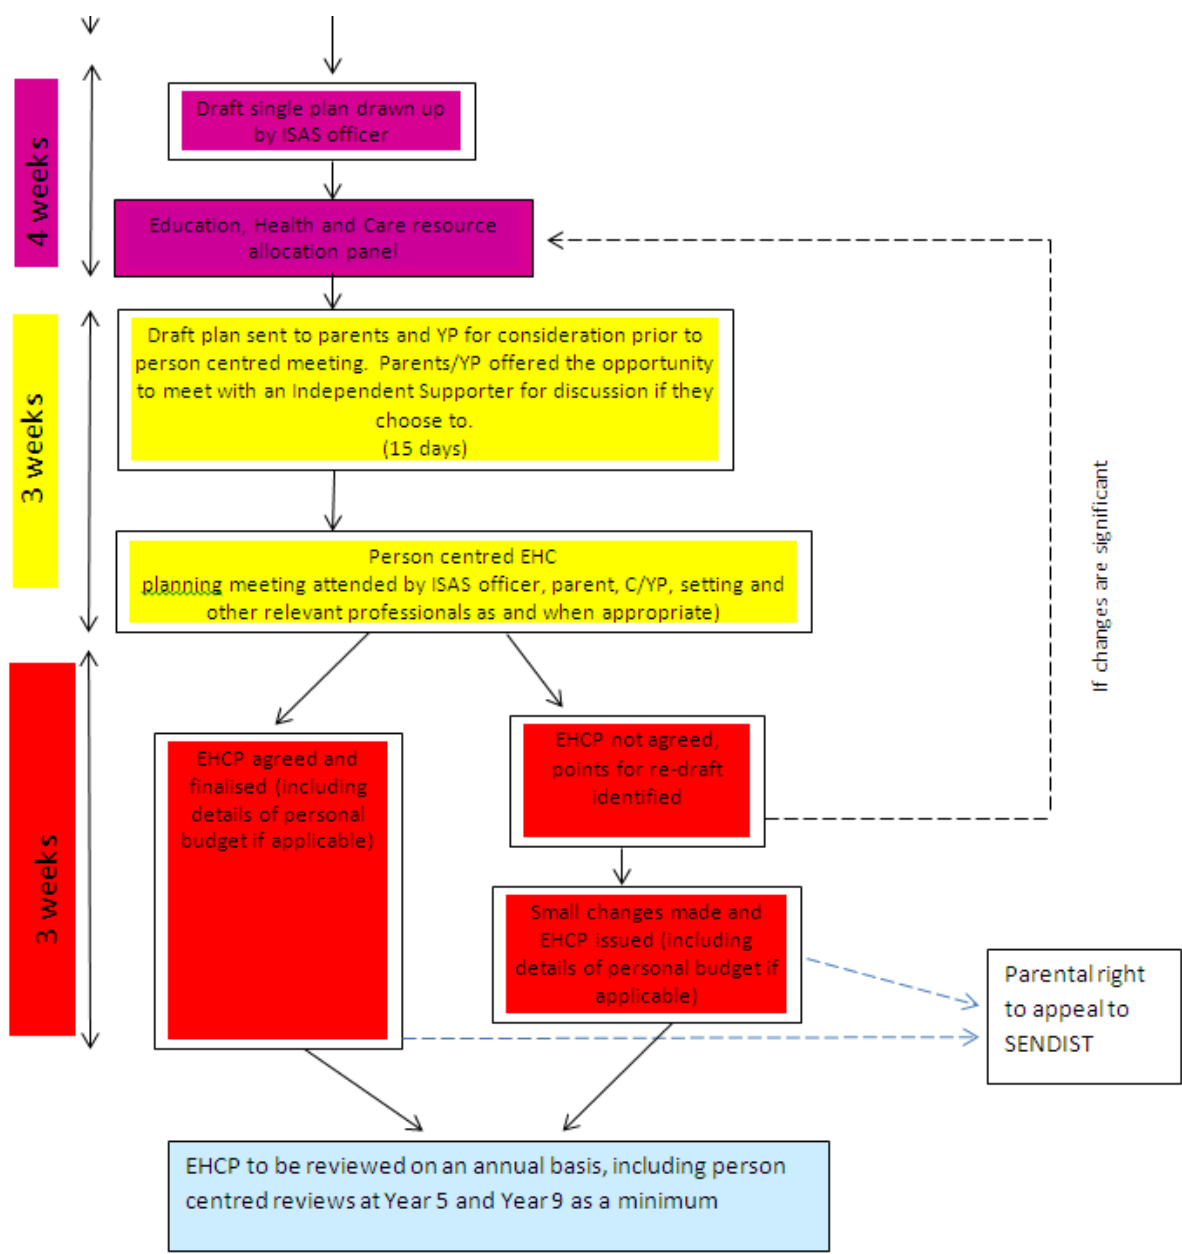 4 weeks
Draft single plan drawn up
by ISAS officer
Education, Health and Care resource
allocation panel
3 weeks
Draft plan sent to parents and YP for consideration prior to
person centred meeting. Parents/YP offered the opportunity
to meet with an Independent Supporter for discussion if they
choose to.
(15 days)
Person centred EHC
planning meeting attended by ISAS officer, parent, C/YP, setting and
other relevant professionals as and when appropriate)
If changes are significant
3 weeks
EHCP agreed and
finalised (including
details of personal
budget if applicable)
EHCP not agreed,
points for re-draft
identified
Small changes made and
EHCP issued (including
details of personal budget if
applicable)
Parental right
to appeal to
SENDIST
EHCP to be reviewed on an annual basis, including person
centred reviews at Year 5 and Year 9 as a minimum